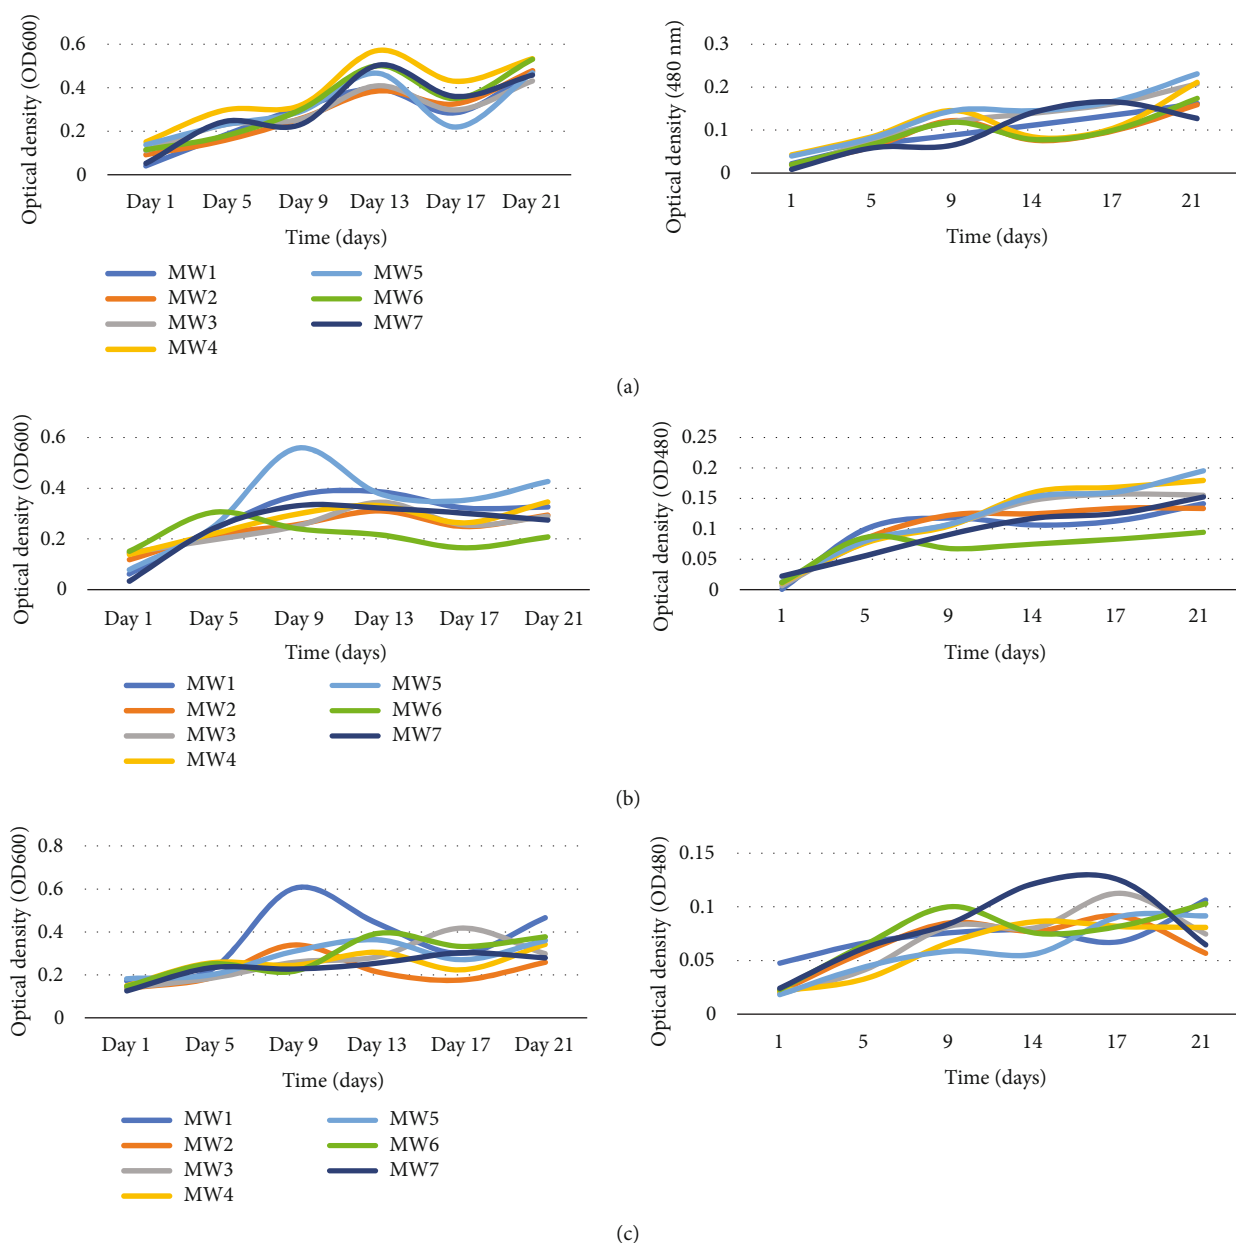 Optical density (OD600)
0.6
0.4
0.2
0
Day 1 Day 5 Day 9 Day 13 Day 17 Day 21
Time (days)
MW1 MW5
MW2 MW6
MW3 MW7
MW4
Optical density (480 nm)
0.3
0.2
0.1
0
1 5 9 14 17 21
Time (days)
(a)
Optical density (OD600)
0.6
0.4
0.2
0
Day 1 Day 5 Day 9 Day 13 Day 17 Day 21
Time (days)
MW1 MW5
MW2 MW6
MW3 MW7
MW4
Optical density (OD480)
0.25
0.2
0.15
0.1
0.05
0
1 5 9 14 17 21
Time (days)
(b)
Optical density (OD600)
0.8
0.6
0.4
0.2
0
Day 1 Day 5 Day 9 Day 13 Day 17 Day 21
Time (days)
MW1 MW5
MW2 MW6
MW3 MW7
MW4
Optical density (OD480)
0.15
0.1
0.05
0
1 5 9 14 17 21
Time (days)
(c)